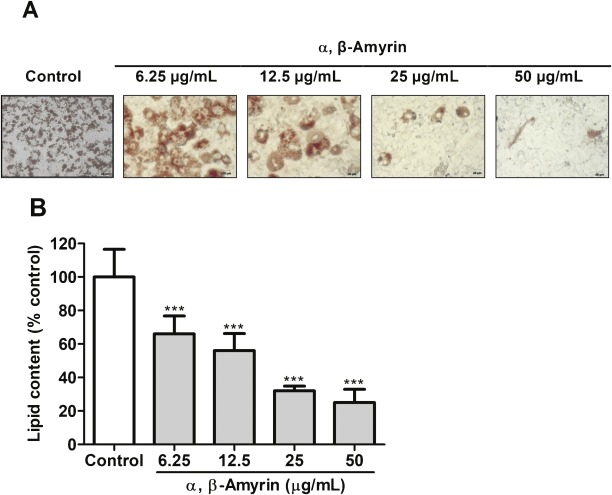 A
α, β-Amyrin
Control 6.25 µg/mL 12.5 µg/mL 25 µg/mL 50 µg/mL
B
Lipid content (% control)
120
100
80
60
40
20
0
*** *** *** ***
Control 6.25 12.5 25 50
α, β-Amyrin (µg/mL)